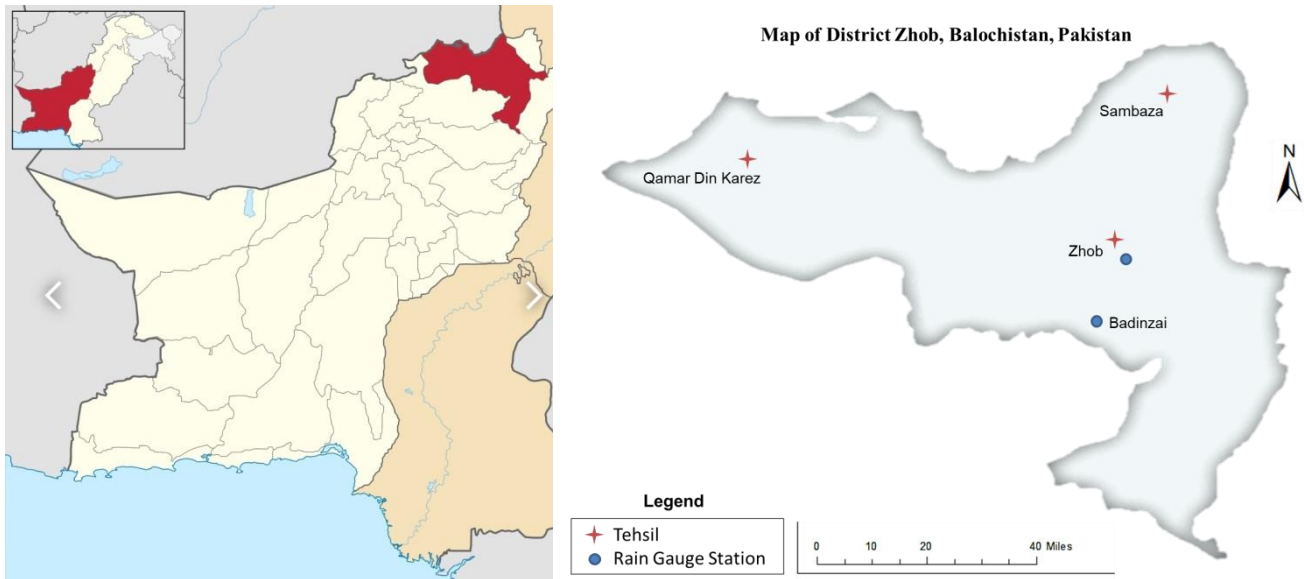 Map of District Zhob, Balochistan, Pakistan
Sambaza
N
Qamar Din Karez
Zhob
Badinzai
Legend
Tehsil
Rain Gauge Station
0 10 20 30 40 Miles